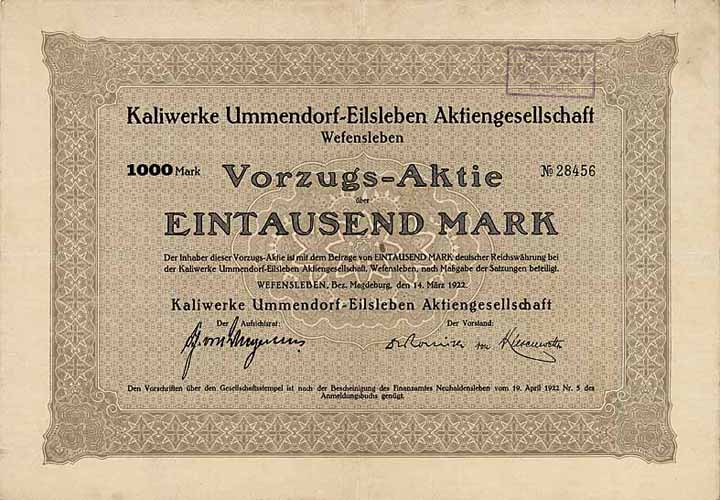 Kaliwerke Ummendorf-Eilsleben Aktiengesellschaft
Wefensleben
1000 Mark Vorzugs-Aktie № 28456
über
EINTAUSEND MARK
Der Inhaber dieser Vorzugs-Aktie ist mit dem Betrage von EINTAUSEND MARK deutscher Reichswährung bei
der Kaliwerke Ummendorf-Eilsleben Aktiengesellschaft, Wefensleben, nach Maßgabe der Satzungen beteiligt.
WEFENSLEBEN, Bez. Magdeburg, den 14. März 1922.
Kaliwerke Ummendorf-Eilsleben Aktiengesellschaft
Der Aufsichtsrat: Der Vorstand:
Den Vorschriften über den Gesellschaftsstempel ist nach der Bescheinigung des Finanzamtes Neuhaldensleben vom 19. April 1922 Nr. 5 des
Anmeldungsbuchs genügt.